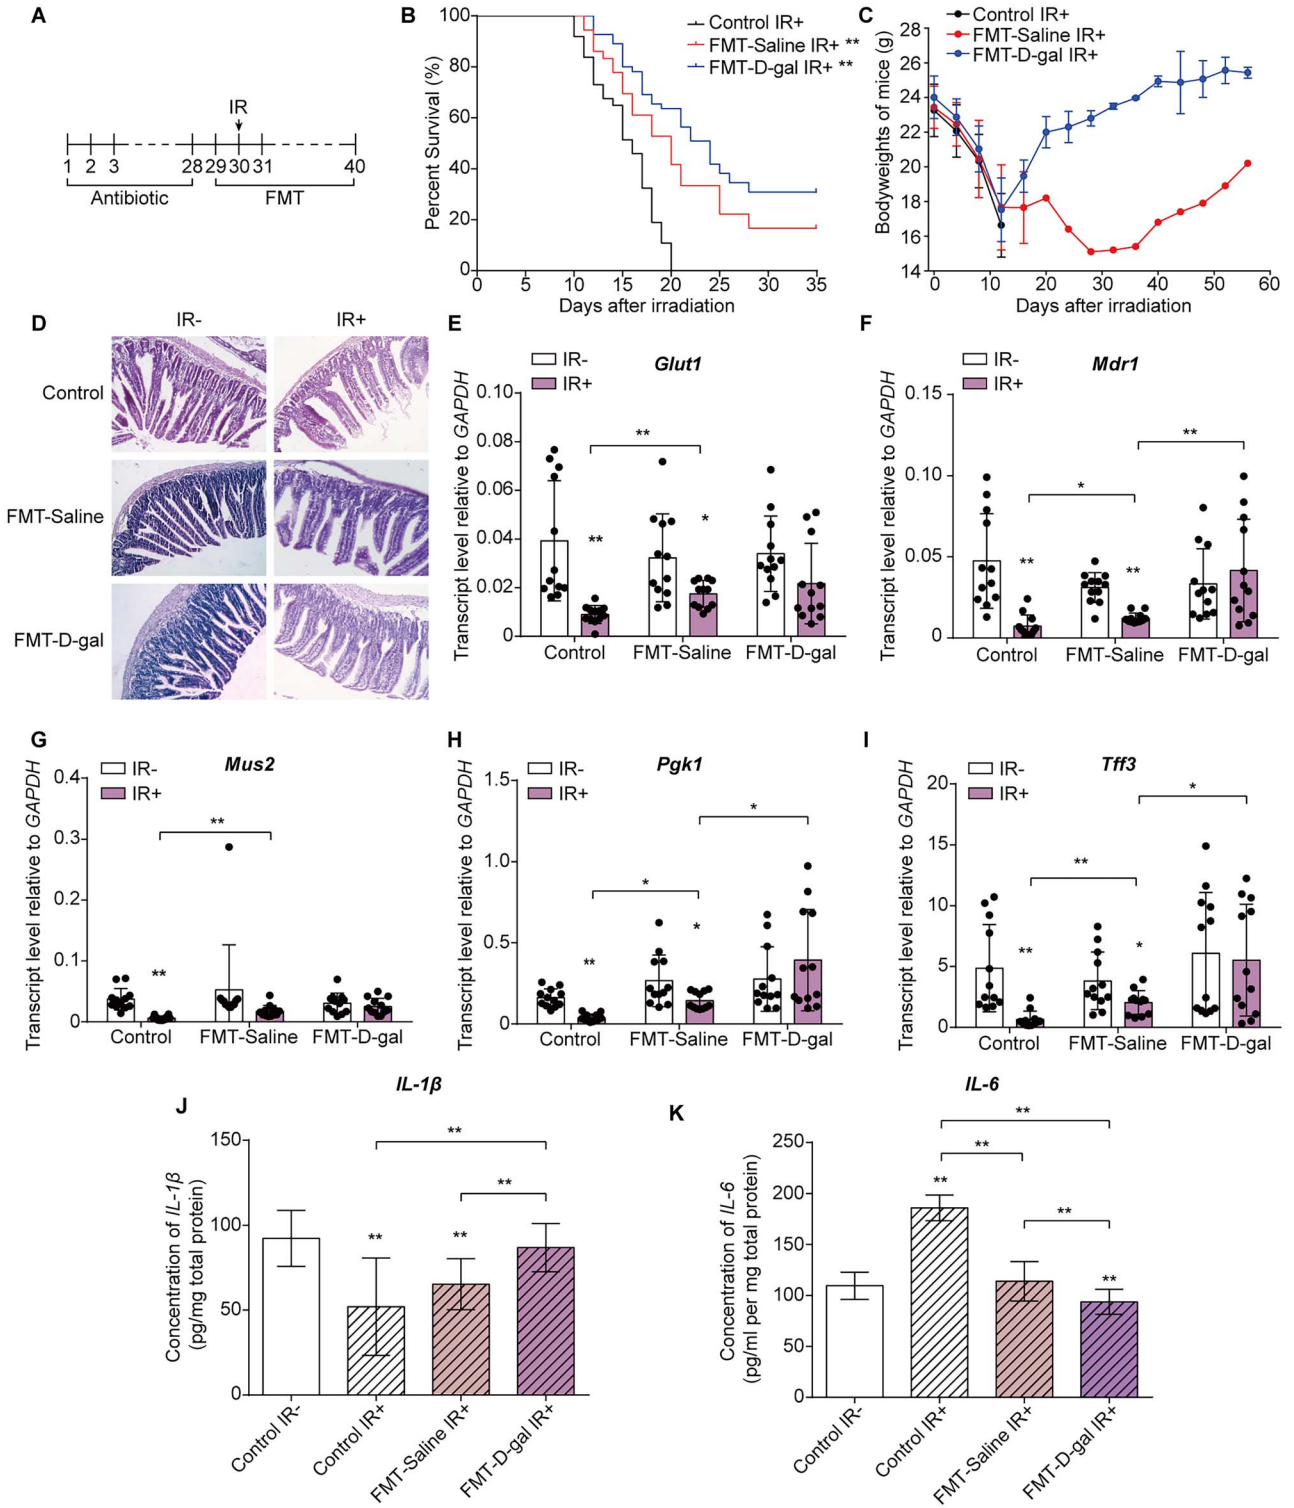 A
IR
1 2 3 28 29 30 31 40
Antibiotic FMT
B
Percent Survival (%)
100
80
60
40
20
0
0 5 10 15 20 25 30 35
Days after irradiation
Control IR+
FMT-Saline IR+ **
FMT-D-gal IR+ **
C
Control IR+
FMT-Saline IR+
FMT-D-gal IR+
Bodyweights of mice (g)
28
26
24
22
20
18
16
14
0 10 20 30 40 50 60
Days after irradiation
D
IR- IR+
Control
FMT-Saline
FMT-D-gal
E
IR-
IR+
Glut1
Transcript level relative to GAPDH
0.10
0.08
0.06
0.04
0.02
0
**
**
*
Control FMT-Saline FMT-D-gal
F
IR-
IR+
Mdr1
Transcript level relative to GAPDH
0.15
0.10
0.05
0
**
*
**
**
Control FMT-Saline FMT-D-gal
G
IR-
IR+
Mus2
Transcript level relative to GAPDH
0.4
0.3
0.2
0.1
0
**
**
Control FMT-Saline FMT-D-gal
H
IR-
IR+
Pgk1
Transcript level relative to GAPDH
1.5
1.0
0.5
0
*
*
*
**
Control FMT-Saline FMT-D-gal
I
IR-
IR+
Tff3
Transcript level relative to GAPDH
20
15
10
5
0
*
**
**
*
Control FMT-Saline FMT-D-gal
J
IL-1β
Concentration of IL-1β
(pg/mg total protein)
150
100
50
0
**
**
**
**
Control IR-
Control IR+
FMT-Saline IR+
FMT-D-gal IR+
K
IL-6
Concentration of IL-6
(pg/ml per mg total protein)
250
200
150
100
50
0
**
**
**
**
**
Control IR-
Control IR+
FMT-Saline IR+
FMT-D-gal IR+